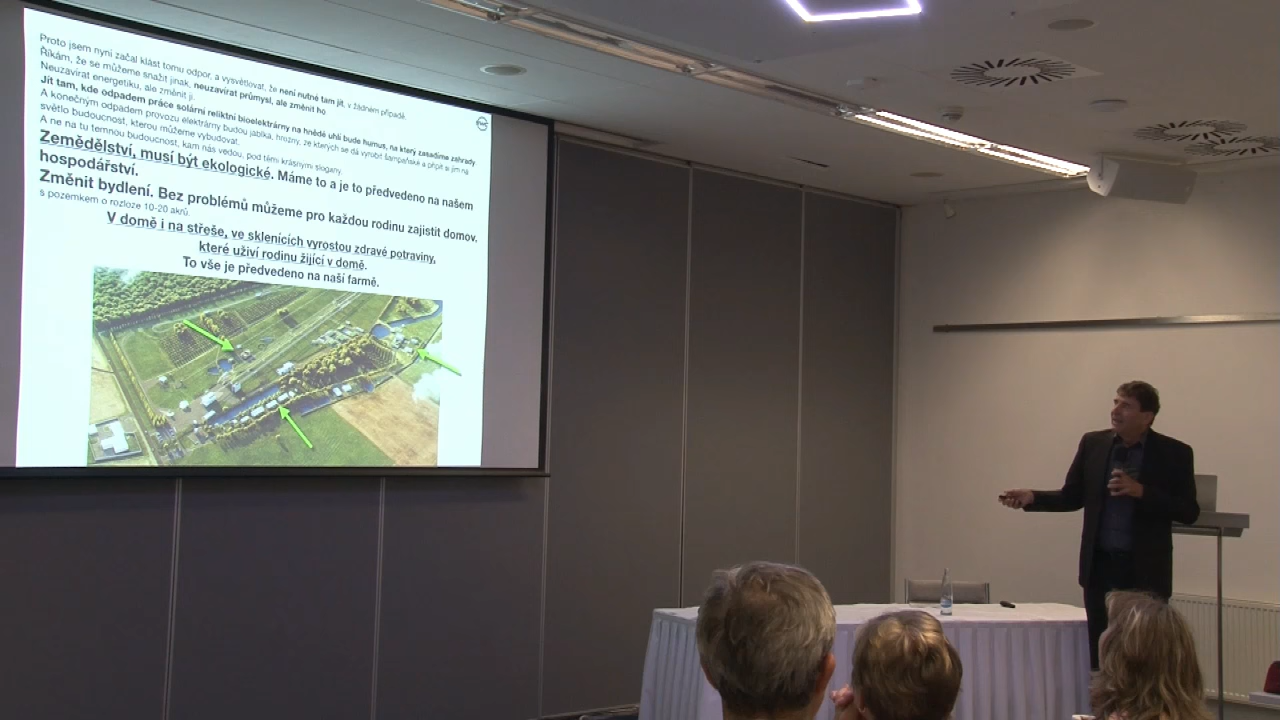 Proto jsem nyní začal klást tomu odpor, a vysvětlovat, že není nutné tam jít, v žádném případě.
Říkám, že se můžeme snažit jinak, neuzavírat průmysl, ale změnit ho
Neuzavírat energetiku, ale změnit ji.
Jít tam, kde odpadem práce solární reliktní bioelektrárny na hnědé uhlí bude humus, na který zasadíme zahrady
A konečným odpadem provozu elektrárny budou jablka, hrozny, ze kterých se dá vyrobit šampaňské a připít si jím na
světlo budoucnost, kterou můžeme vybudovat.
A ne na tu temnou budoucnost, kam nás vedou, pod těmi krásnými slogany.
Zemědělství, musí být ekologické. Máme to a je to předvedeno na našem
hospodářství.
Změnit bydlení. Bez problémů můžeme pro každou rodinu zajistit domov,
s pozemkem o rozloze 10-20 akrů.
V domě i na střeše, ve sklenících vyrostou zdravé potraviny,
které uživí rodinu žijící v domě.
To vše je předvedeno na naší farmě.